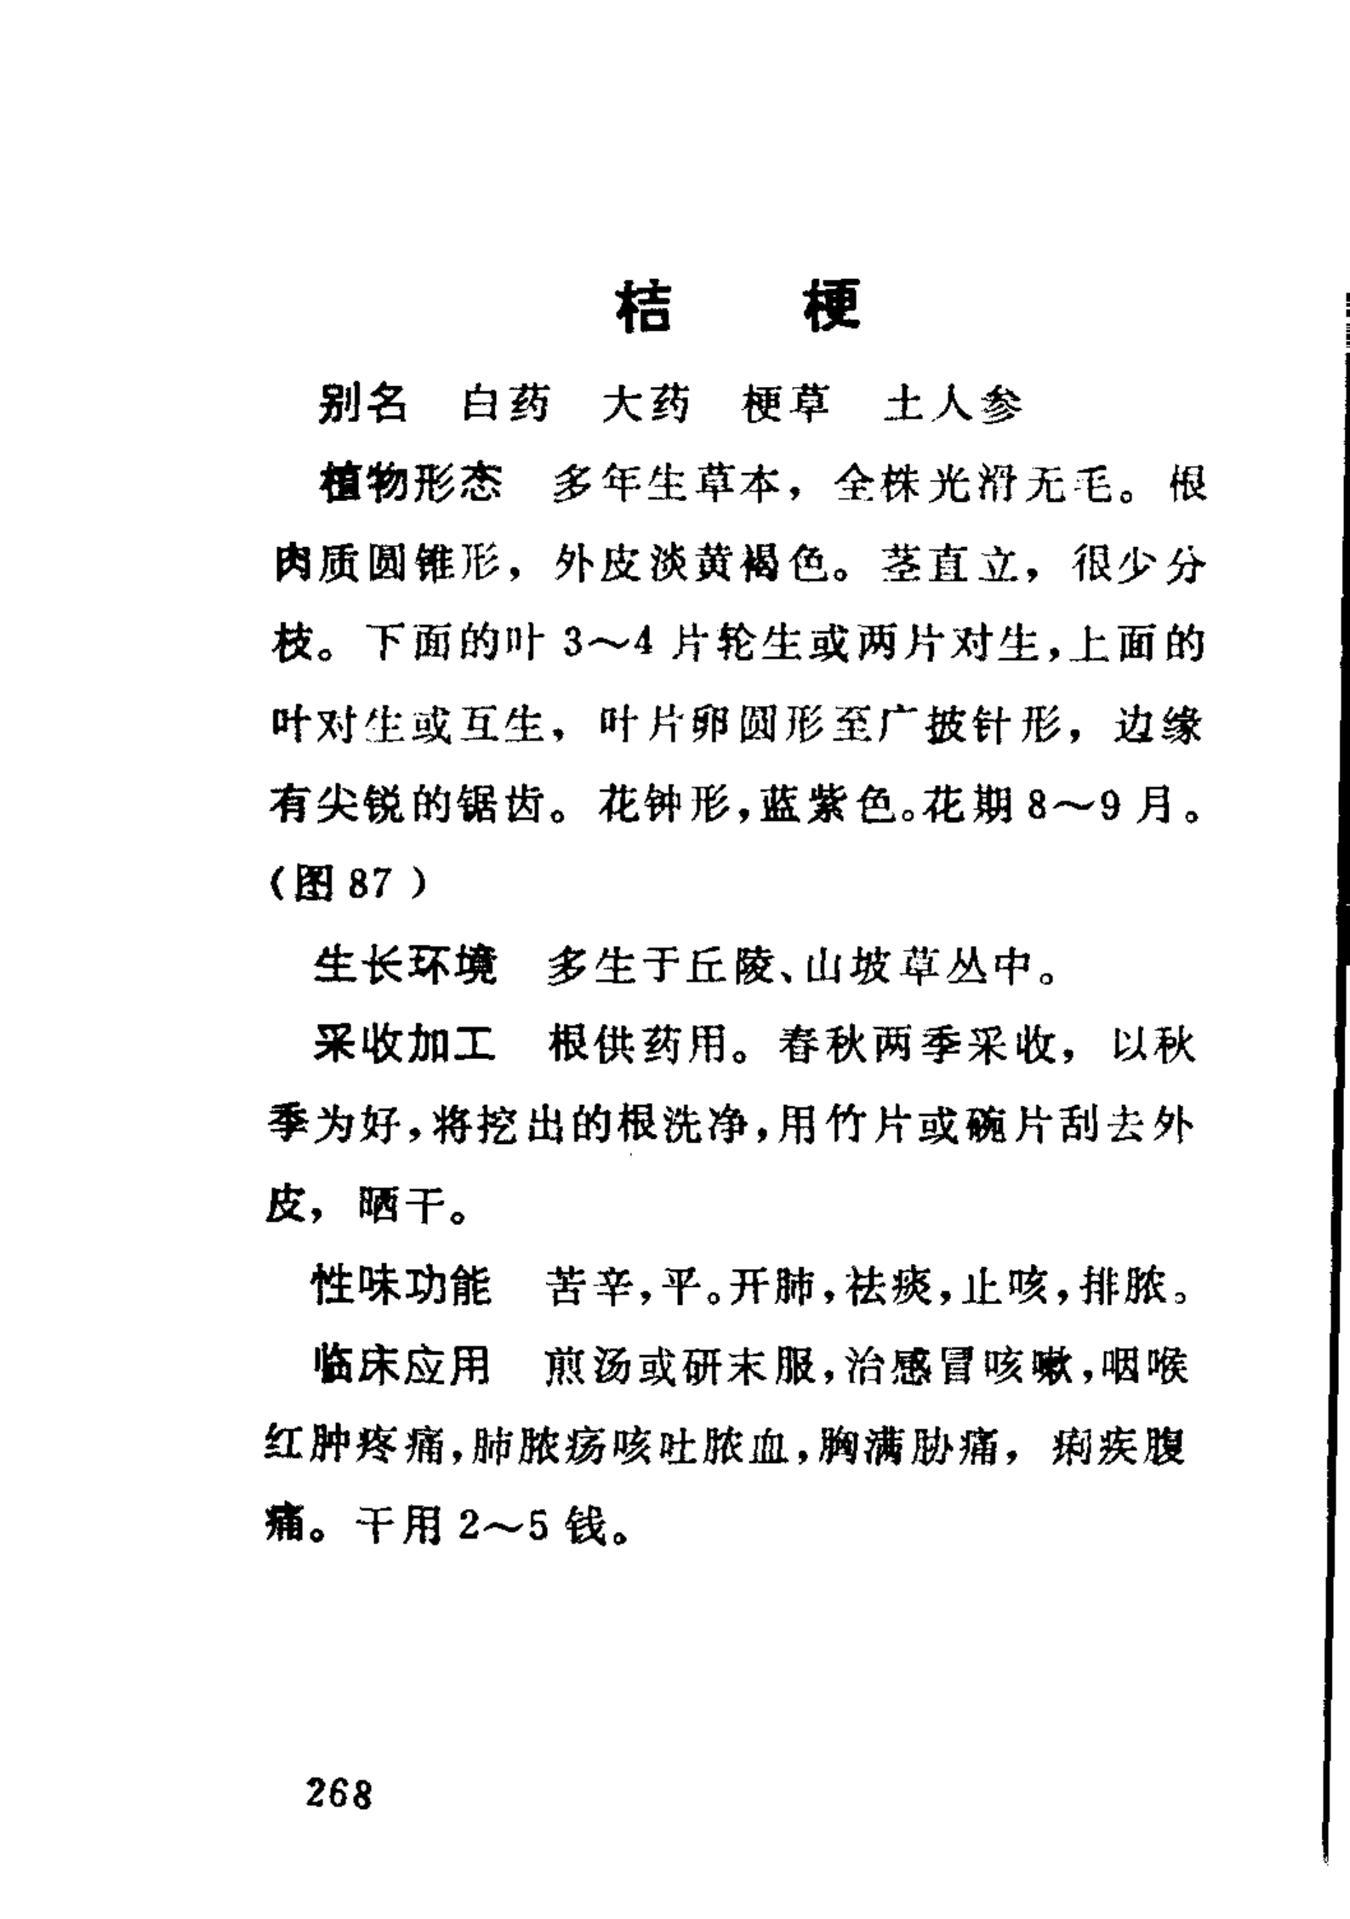 桔　梗
别名　白药　大药　梗草　土人参
植物形态　多年生草本，全株光滑无毛。根
肉质圆锥形，外皮淡黄褐色。茎直立，很少分
枝。下面的叶3～4片轮生或两片对生，上面的
叶对生或互生，叶片卵圆形至广披针形，边缘
有尖锐的锯齿。花钟形，蓝紫色。花期8～9月。
（图87）
生长环境　多生于丘陵、山坡草丛中。
采收加工　根供药用。春秋两季采收，以秋
季为好，将挖出的根洗净，用竹片或碗片刮去外
皮，晒干。
性味功能　苦辛，平。开肺，祛痰，止咳，排脓。
临床应用　煎汤或研末服，治感冒咳嗽，咽喉
红肿疼痛，肺脓疡咳吐脓血，胸满胁痛，痢疾腹
痛。干用2～5钱。
268